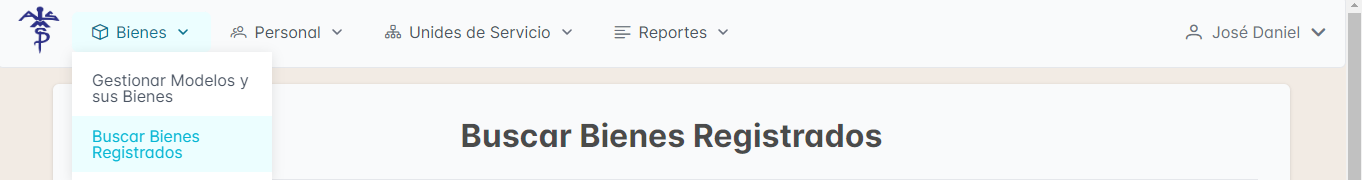 Bienes
Personal
Unides de Servicio
Reportes
José Daniel
Gestionar Modelos y
sus Bienes
Buscar Bienes
Registrados
Buscar Bienes Registrados